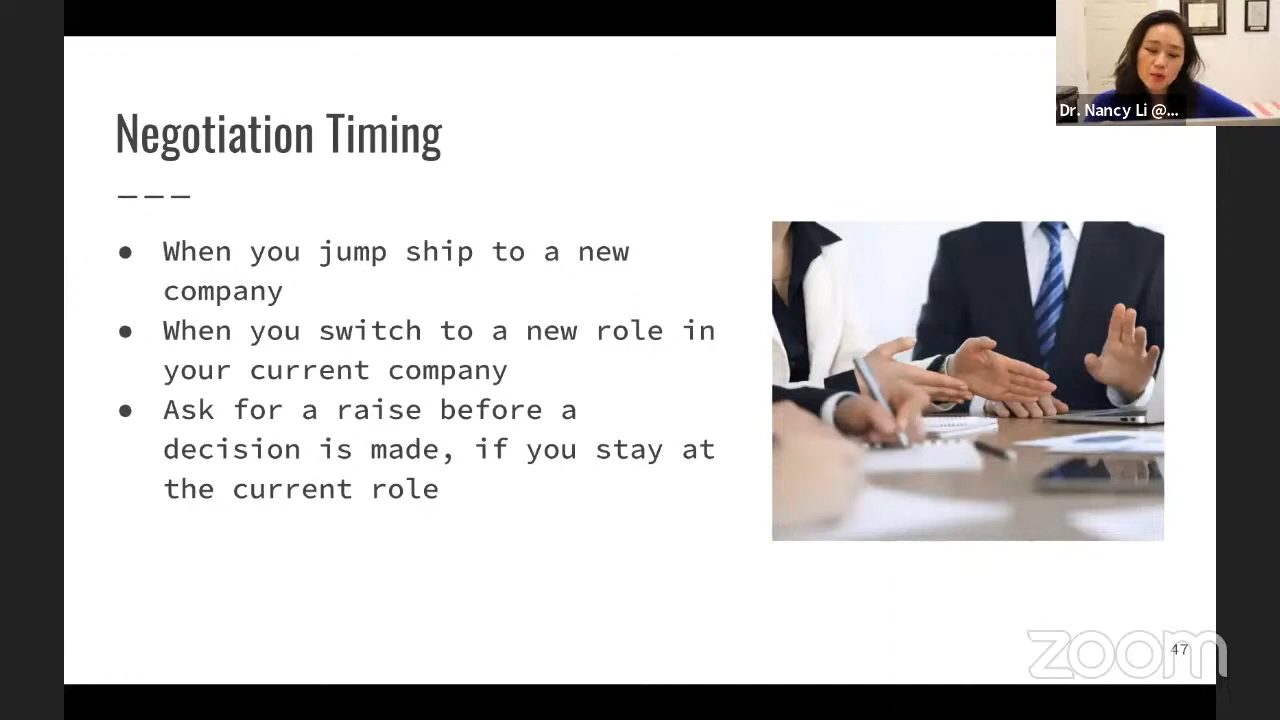 Dr. Nancy Li @...
Negotiation Timing
———
● When you jump ship to a new
company
● When you switch to a new role in
your current company
● Ask for a raise before a
decision is made, if you stay at
the current role
zoom
47